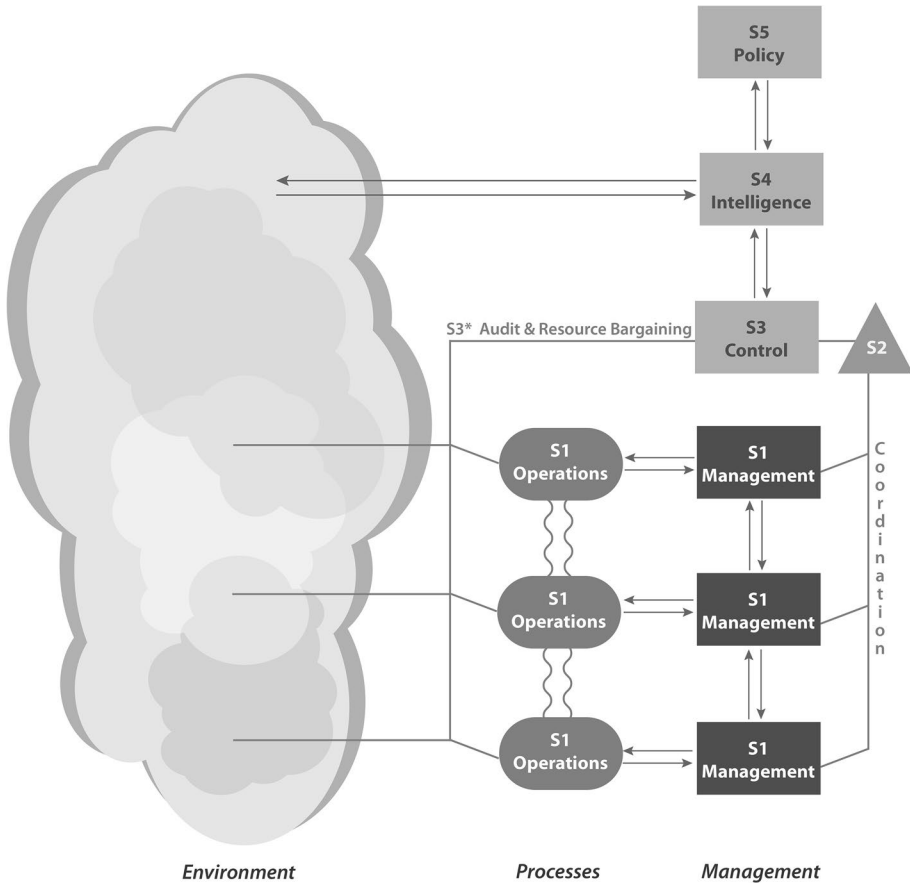 S5
Policy
S4
Intelligence
S3* Audit & Resource Bargaining
S3
Control
S2
S1
Operations
S1
Management
S1
Operations
S1
Management
S1
Operations
S1
Management
Coordination
Environment
Processes
Management